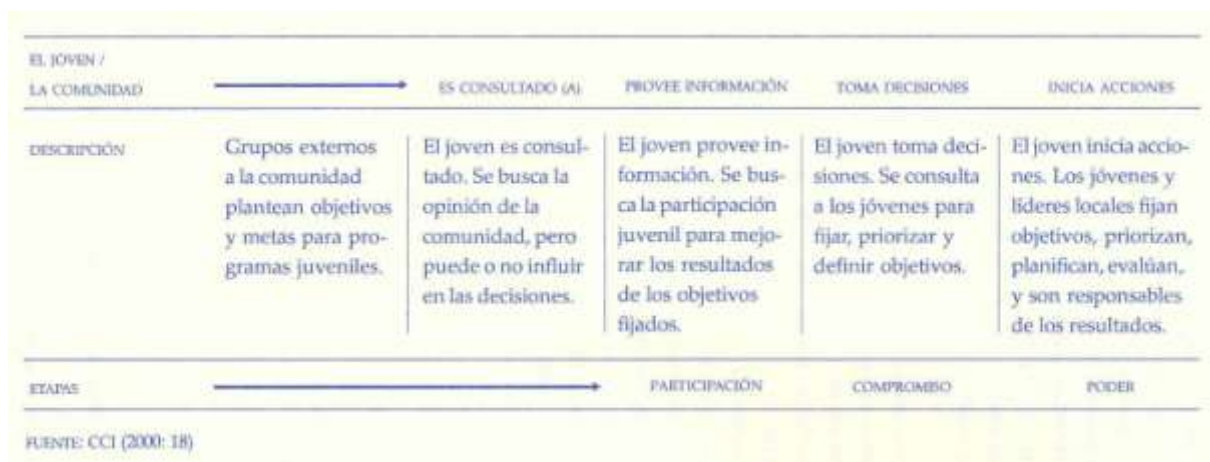 EL JOVEN /
LA COMUNIDAD
ES CONSULTADO (A)
PROVEE INFORMACIÓN
TOMA DECISIONES
INICIA ACCIONES
DESCRIPCIÓN
Grupos externos
a la comunidad
plantean objetivos
y metas para pro-
gramas juveniles.
El joven es consul-
tado. Se busca la
opinión de la
comunidad, pero
puede o no influir
en las decisiones.
El joven provee in-
formación. Se bus-
ca la participación
juvenil para mejo-
rar los resultados
de los objetivos
fijados.
El joven toma deci-
siones. Se consulta
a los jóvenes para
fijar, priorizar y
definir objetivos.
El joven inicia accio-
nes. Los jóvenes y
líderes locales fijan
objetivos, priorizan,
planifican, evalúan,
y son responsables
de los resultados.
ETAPAS
PARTICIPACIÓN
COMPROMISO
PODER
FUENTE: CCI (2000: 18)